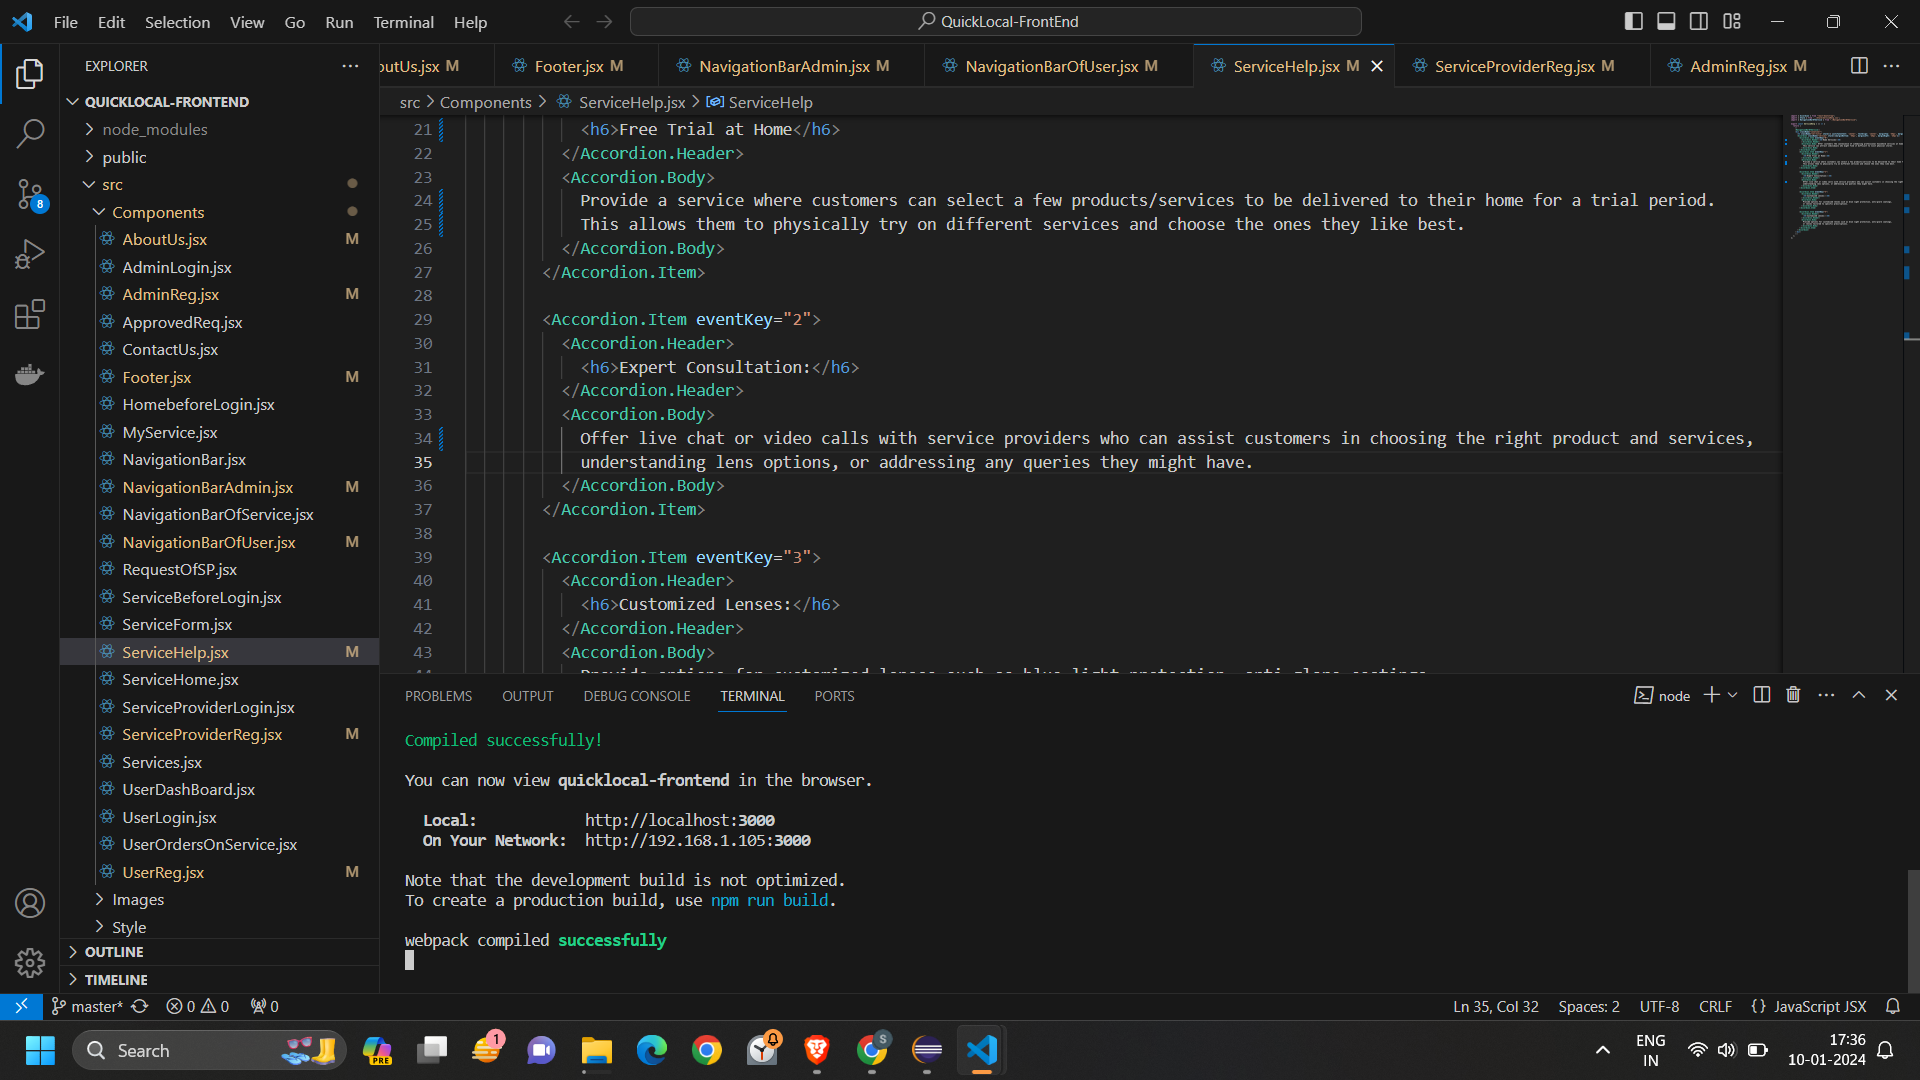 File Edit Selection View Go Run Terminal Help
QuickLocal-FrontEnd
EXPLORER
QUICKLOCAL-FRONTEND
node_modules
public
src
Components
AboutUs.jsx M
AdminLogin.jsx
AdminReg.jsx M
ApprovedReq.jsx
ContactUs.jsx
Footer.jsx M
HomebeforeLogin.jsx
MyService.jsx
NavigationBar.jsx
NavigationBarAdmin.jsx M
NavigationBarOfService.jsx
NavigationBarOfUser.jsx M
RequestOfSP.jsx
ServiceBeforeLogin.jsx
ServiceForm.jsx
ServiceHelp.jsx M
ServiceHome.jsx
ServiceProviderLogin.jsx
ServiceProviderReg.jsx M
Services.jsx
UserDashBoard.jsx
UserLogin.jsx
UserOrdersOnService.jsx
UserReg.jsx M
Images
Style
OUTLINE
TIMELINE
8
outUs.jsx M Footer.jsx M NavigationBarAdmin.jsx M NavigationBarOfUser.jsx M ServiceHelp.jsx M ServiceProviderReg.jsx M AdminReg.jsx M
src > Components > ServiceHelp.jsx > ServiceHelp
21 <h6>Free Trial at Home</h6>
22 </Accordion.Header>
23 <Accordion.Body>
24 Provide a service where customers can select a few products/services to be delivered to their home for a trial period.
25 This allows them to physically try on different services and choose the ones they like best.
26 </Accordion.Body>
27 </Accordion.Item>
28
29 <Accordion.Item eventKey="2">
30 <Accordion.Header>
31 <h6>Expert Consultation:</h6>
32 </Accordion.Header>
33 <Accordion.Body>
34 Offer live chat or video calls with service providers who can assist customers in choosing the right product and services,
35 understanding lens options, or addressing any queries they might have.
36 </Accordion.Body>
37 </Accordion.Item>
38
39 <Accordion.Item eventKey="3">
40 <Accordion.Header>
41 <h6>Customized Lenses:</h6>
42 </Accordion.Header>
43 <Accordion.Body>
PROBLEMS OUTPUT DEBUG CONSOLE TERMINAL PORTS
node
Compiled successfully!
You can now view quicklocal-frontend in the browser.
Local: http://localhost:3000
On Your Network: http://192.168.1.105:3000
Note that the development build is not optimized.
To create a production build, use npm run build.
webpack compiled successfully
master* 0 0 0
Ln 35, Col 32 Spaces: 2 UTF-8 CRLF {} JavaScript JSX
Search
PRE
1
S
ENG
IN
17:36
10-01-2024